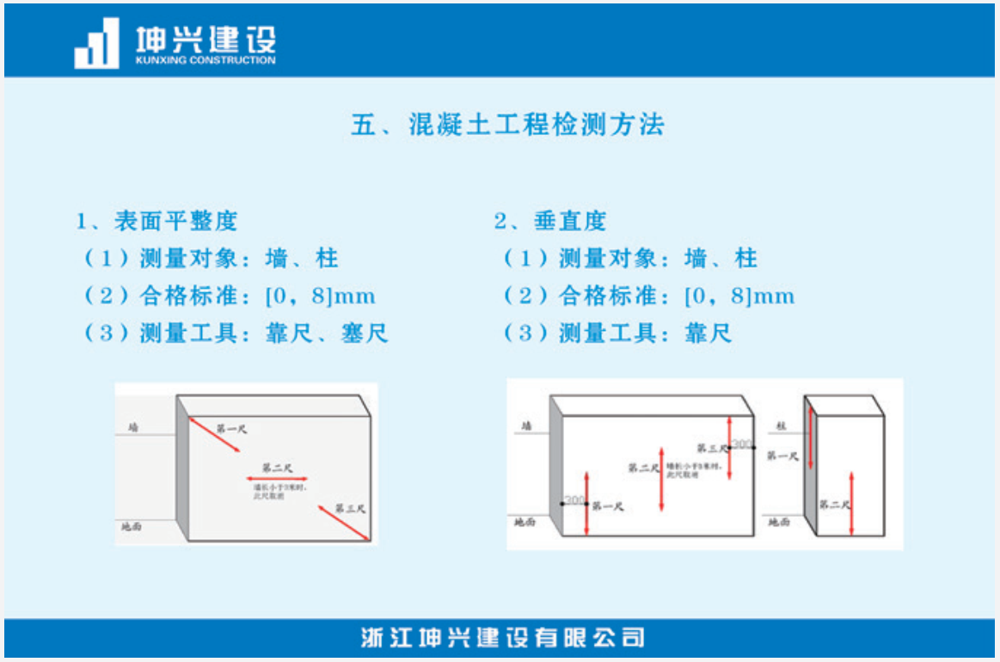 坤兴建设
KUNXING CONSTRUCTION
五、混凝土工程检测方法
1、表面平整度
（1）测量对象：墙、柱
（2）合格标准：[0，8]mm
（3）测量工具：靠尺、塞尺
墙
第一尺
第二尺
墙长小于3米时，
此尺取消
第三尺
地面
2、垂直度
（1）测量对象：墙、柱
（2）合格标准：[0，8]mm
（3）测量工具：靠尺
墙
第三尺
300
第二尺
墙长小于3米时，
此尺取消
300
第一尺
地面
柱
第一尺
第二尺
地面
浙江坤兴建设有限公司